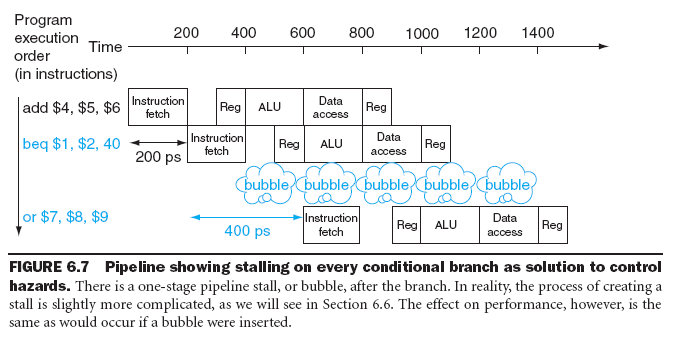 Program
execution
order
(in instructions)
Time
200 400 600 800 1000 1200 1400
add $4, $5, $6
Instruction
fetch
Reg
ALU
Data
access
Reg
beq $1, $2, 40
200 ps
Instruction
fetch
Reg
ALU
Data
access
Reg
bubble bubble bubble bubble bubble
or $7, $8, $9
400 ps
Instruction
fetch
Reg
ALU
Data
access
Reg
FIGURE 6.7 Pipeline showing stalling on every conditional branch as solution to control
hazards. There is a one-stage pipeline stall, or bubble, after the branch. In reality, the process of creating a
stall is slightly more complicated, as we will see in Section 6.6. The effect on performance, however, is the
same as would occur if a bubble were inserted.